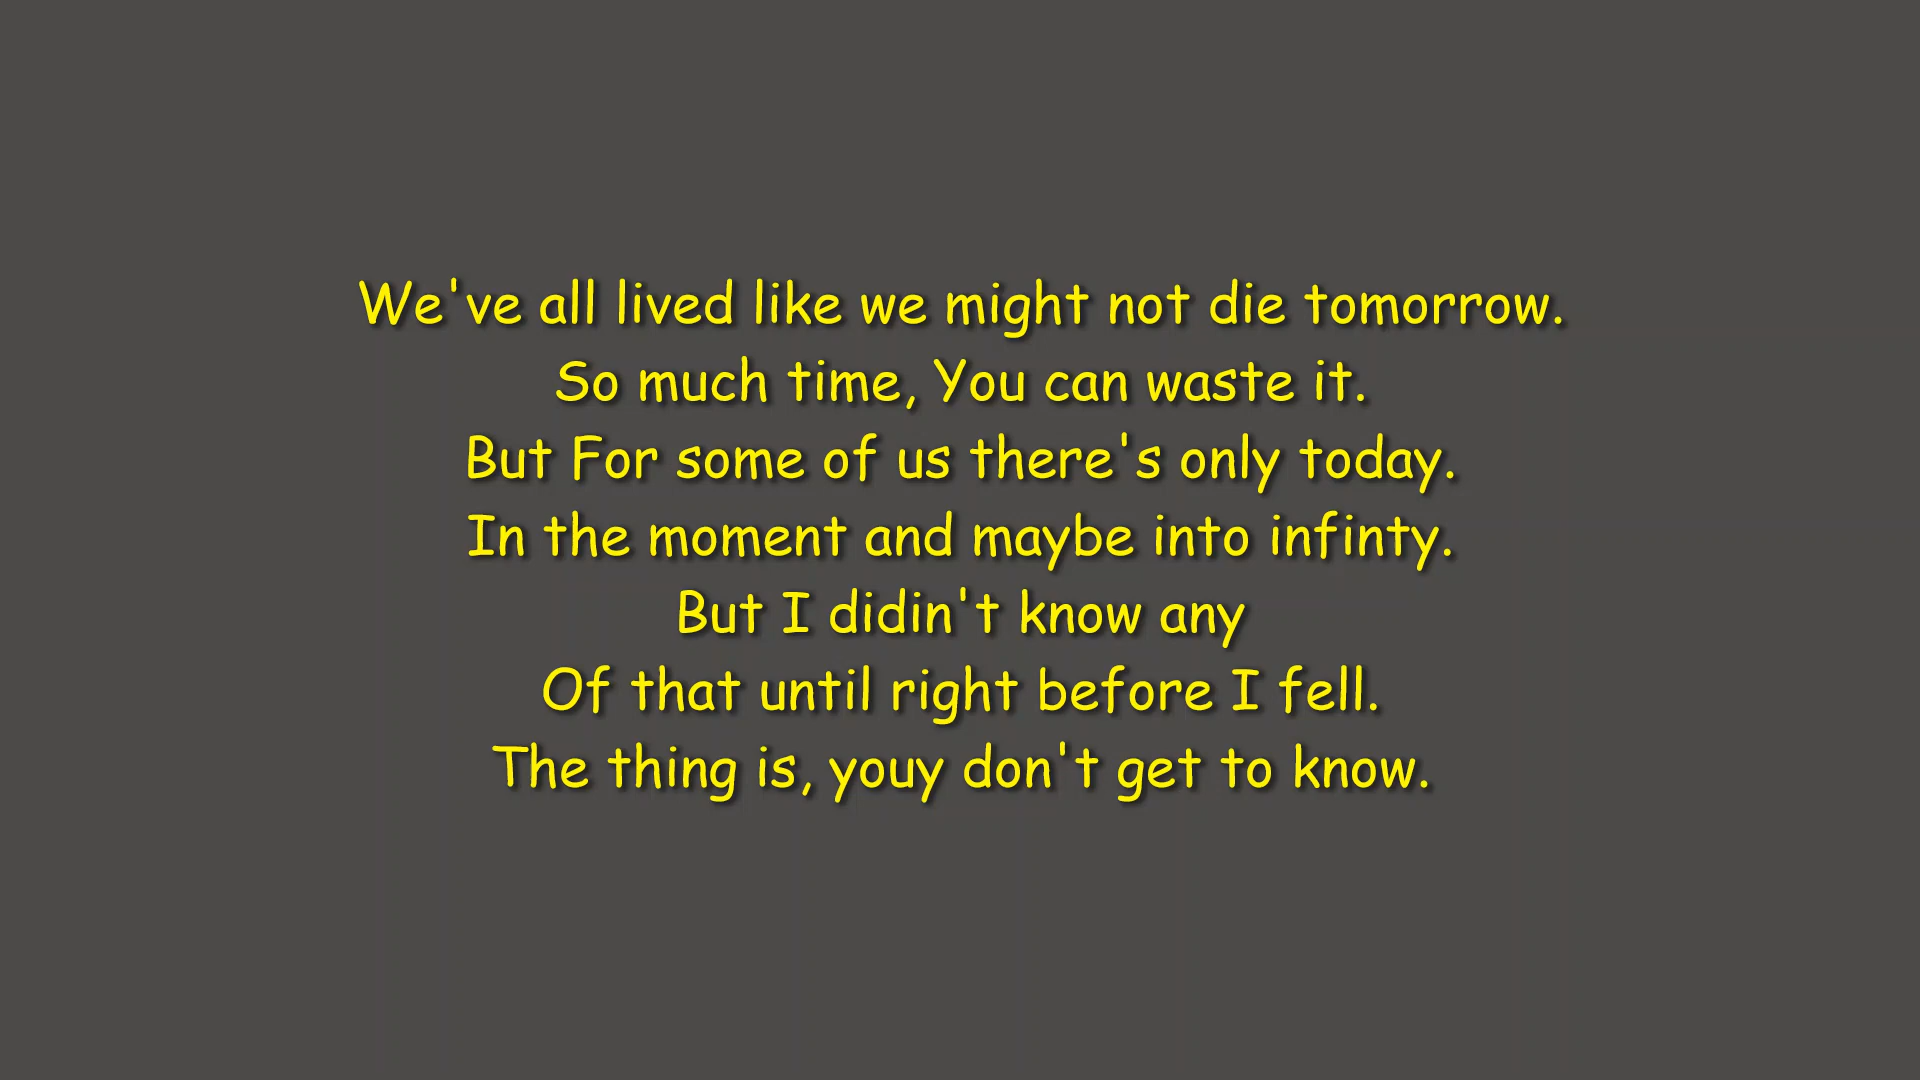 We've all lived like we might not die tomorrow.
So much time, You can waste it.
But For some of us there's only today.
In the moment and maybe into infinty.
But I didin't know any
Of that until right before I fell.
The thing is, youy don't get to know.